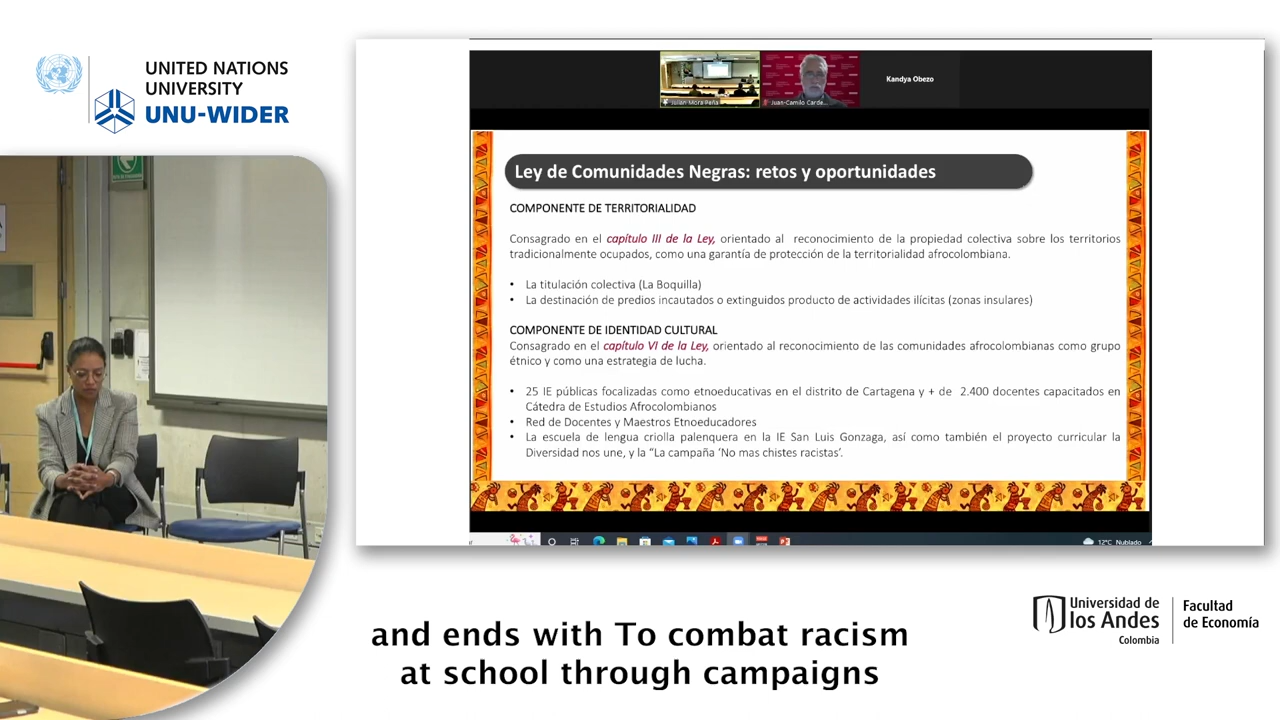 UNITED NATIONS
UNIVERSITY
UNU-WIDER
Julian Mora Peña
Juan-Camilo Carde...
Kandya Obezo
Ley de Comunidades Negras: retos y oportunidades
COMPONENTE DE TERRITORIALIDAD
Consagrado en el capítulo III de la Ley, orientado al reconocimiento de la propiedad colectiva sobre los territorios
tradicionalmente ocupados, como una garantía de protección de la territorialidad afrocolombiana.
• La titulación colectiva (La Boquilla)
• La destinación de predios incautados o extinguidos producto de actividades ilícitas (zonas insulares)
COMPONENTE DE IDENTIDAD CULTURAL
Consagrado en el capítulo VI de la Ley, orientado al reconocimiento de las comunidades afrocolombianas como grupo
étnico y como una estrategia de lucha.
• 25 IE públicas focalizadas como etnoeducativas en el distrito de Cartagena y + de 2.400 docentes capacitados en
Cátedra de Estudios Afrocolombianos
• Red de Docentes y Maestros Etnoeducadores
• La escuela de lengua criolla palenquera en la IE San Luis Gonzaga, así como también el proyecto curricular la
Diversidad nos une, y la “La campaña ‘No mas chistes racistas’.
12°C Nublado
and ends with To combat racism
at school through campaigns
Universidad de
los Andes
Colombia
Facultad
de Economía